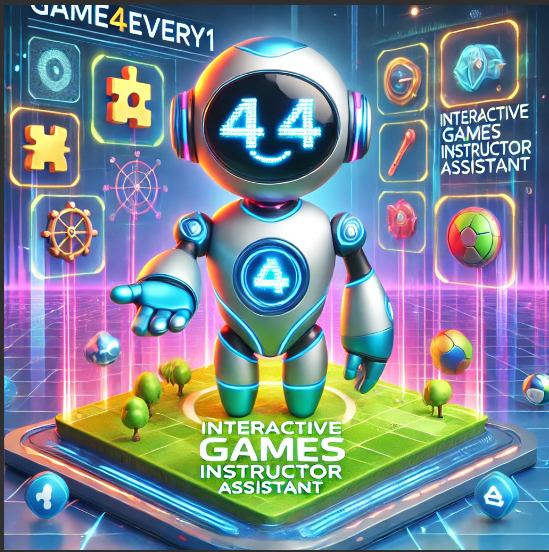 GAME4EVERY1
44
INTERACTIVE
GAMES
INSTRUCTOR
ASSISTANT
4
INTERACTIVE
GAMES
INSTRUCTOR
ASSISTANT